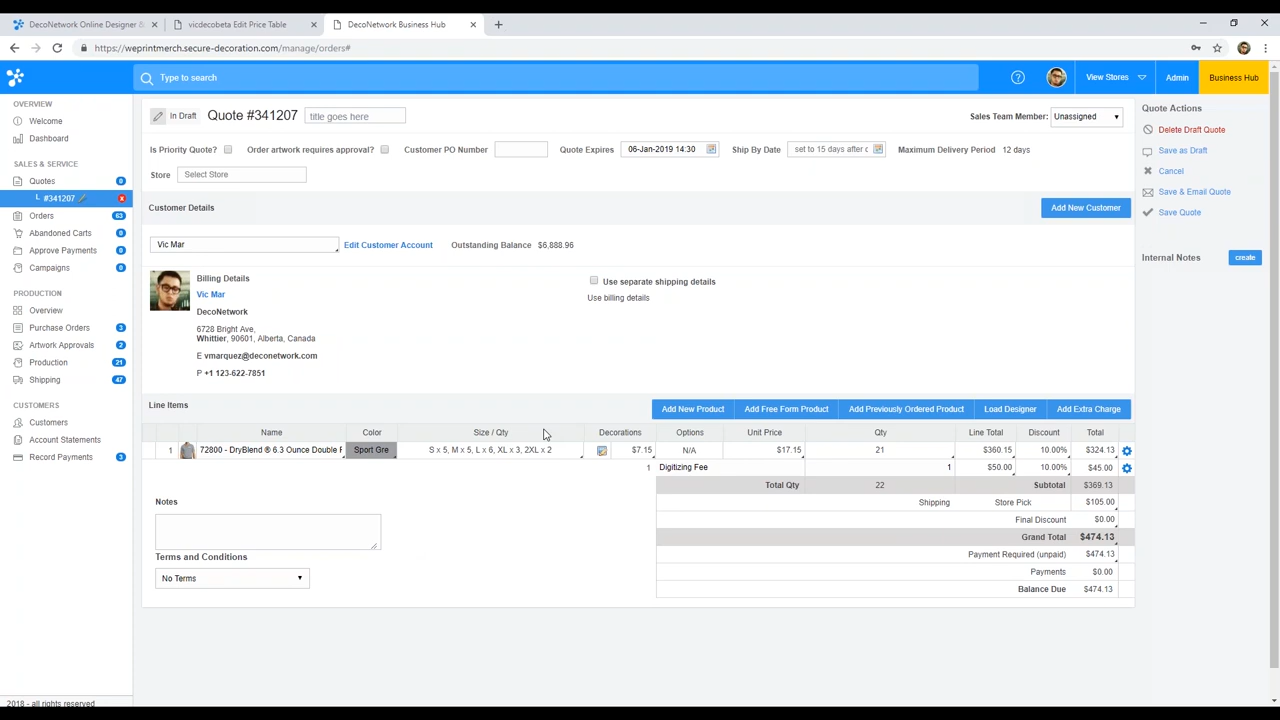 DecoNetwork Online Designer &
vicdecobeta Edit Price Table
DecoNetwork Business Hub
https://weprintmerch.secure-decoration.com/manage/orders#
Type to search
View Stores
Admin
Business Hub
OVERVIEW
Welcome
Dashboard
SALES & SERVICE
Quotes 0
#341207
Orders 63
Abandoned Carts 0
Approve Payments 0
Campaigns 0
PRODUCTION
Overview
Purchase Orders 3
Artwork Approvals 2
Production 21
Shipping 47
CUSTOMERS
Customers
Account Statements
Record Payments 3
2018 - all rights reserved
In Draft Quote #341207 title goes here Sales Team Member: Unassigned
Is Priority Quote? Order artwork requires approval? Customer PO Number Quote Expires 06-Jan-2019 14:30 Ship By Date set to 15 days after c Maximum Delivery Period 12 days
Store Select Store
Customer Details Add New Customer
Vic Mar Edit Customer Account Outstanding Balance $6,888.96
Billing Details
Vic Mar
DecoNetwork
6728 Bright Ave,
Whittier, 90601, Alberta, Canada
E vmarquez@deconetwork.com
P +1 123-622-7851
Use separate shipping details
Use billing details
Line Items Add New Product Add Free Form Product Add Previously Ordered Product Load Designer Add Extra Charge
Name Color Size / Qty Decorations Options Unit Price Qty Line Total Discount Total
1 72800 - DryBlend ® 6.3 Ounce Double F Sport Gre S x 5, M x 5, L x 6, XL x 3, 2XL x 2 $7.15 N/A $17.15 21 $360.15 10.00% $324.13
1 Digitizing Fee 1 $50.00 10.00% $45.00
Total Qty 22 Subtotal $369.13
Shipping Store Pick $105.00
Final Discount $0.00
Grand Total $474.13
Payment Required (unpaid) $474.13
Payments $0.00
Balance Due $474.13
Notes
Terms and Conditions
No Terms
Quote Actions
Delete Draft Quote
Save as Draft
Cancel
Save & Email Quote
Save Quote
Internal Notes create